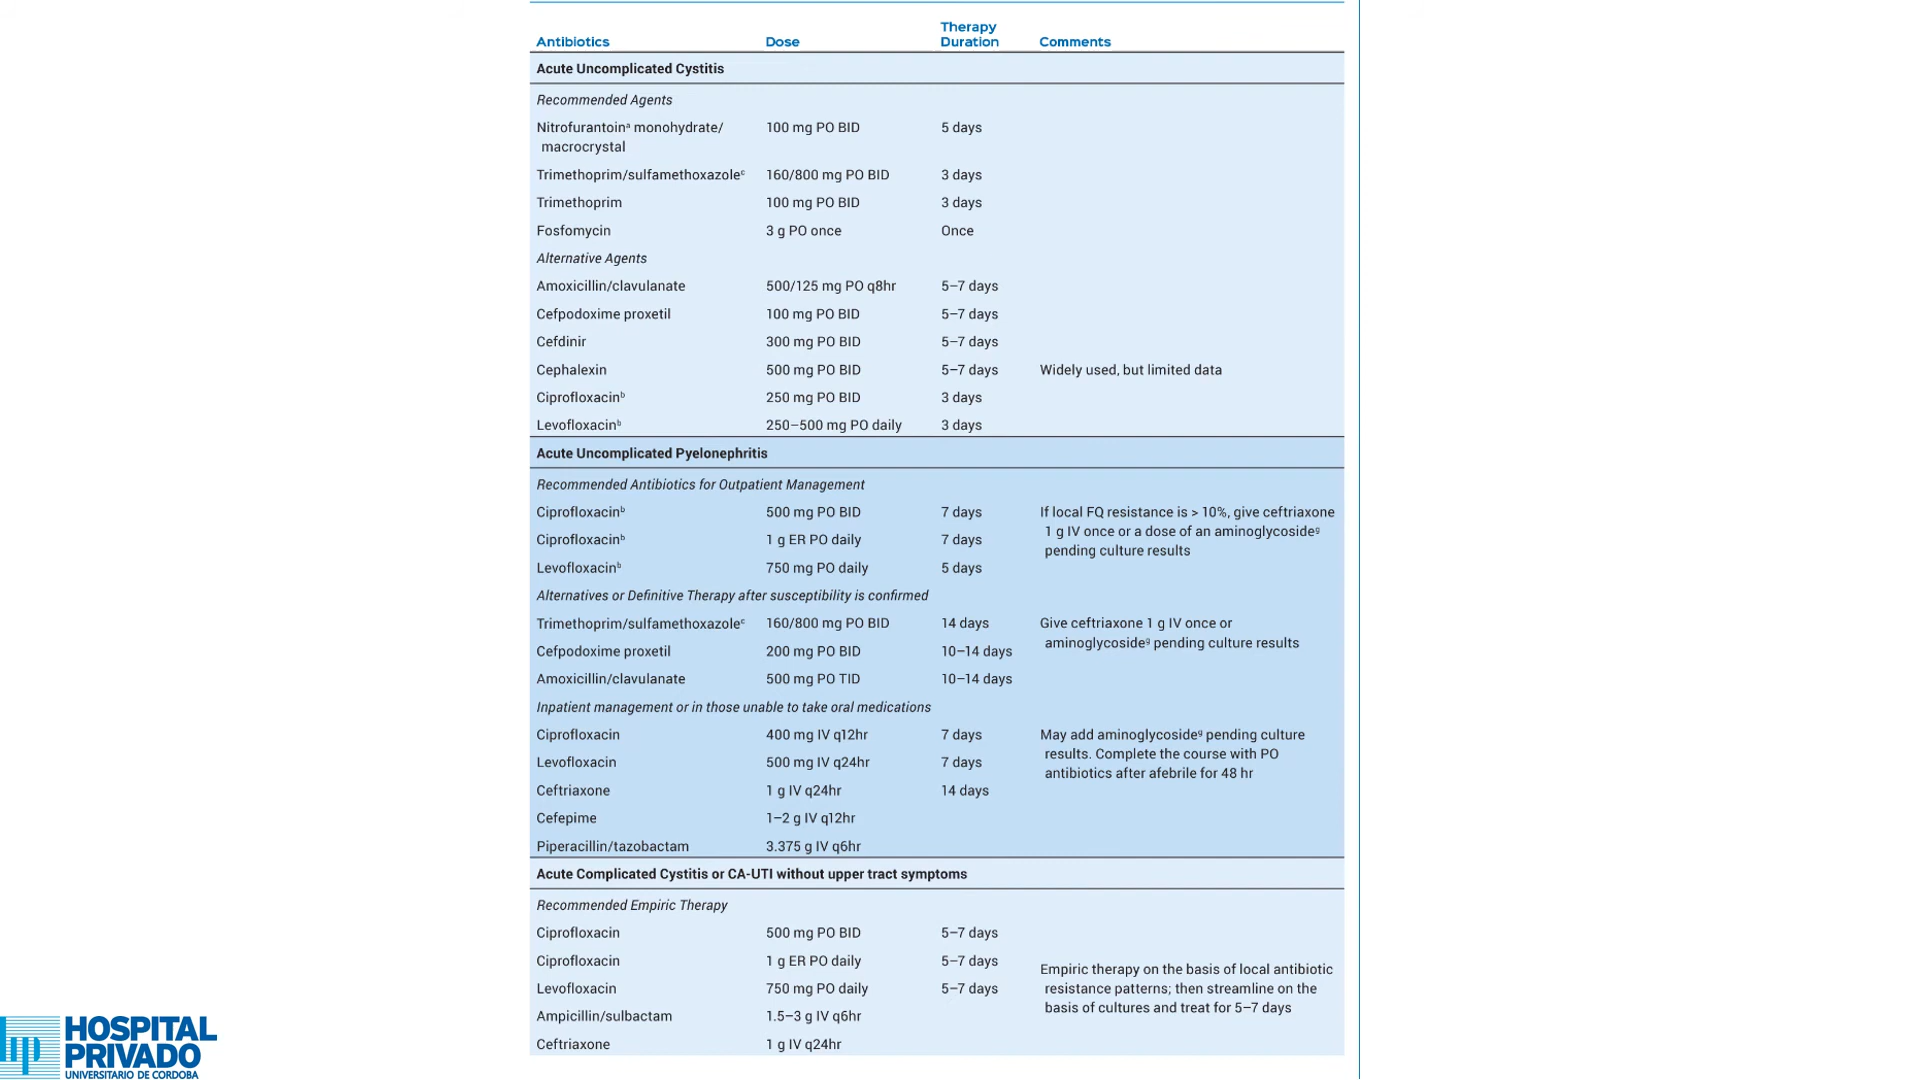 Antibiotics Dose Therapy Duration Comments
Acute Uncomplicated Cystitis
Recommended Agents
Nitrofurantoinᵃ monohydrate/ 100 mg PO BID 5 days
macrocrystal
Trimethoprim/sulfamethoxazoleᶜ 160/800 mg PO BID 3 days
Trimethoprim 100 mg PO BID 3 days
Fosfomycin 3 g PO once Once
Alternative Agents
Amoxicillin/clavulanate 500/125 mg PO q8hr 5–7 days
Cefpodoxime proxetil 100 mg PO BID 5–7 days
Cefdinir 300 mg PO BID 5–7 days
Cephalexin 500 mg PO BID 5–7 days Widely used, but limited data
Ciprofloxacinᵇ 250 mg PO BID 3 days
Levofloxacinᵇ 250–500 mg PO daily 3 days
Acute Uncomplicated Pyelonephritis
Recommended Antibiotics for Outpatient Management
Ciprofloxacinᵇ 500 mg PO BID 7 days If local FQ resistance is > 10%, give ceftriaxone
1 g IV once or a dose of an aminoglycosideᵍ
Ciprofloxacinᵇ 1 g ER PO daily 7 days
pending culture results
Levofloxacinᵇ 750 mg PO daily 5 days
Alternatives or Definitive Therapy after susceptibility is confirmed
Trimethoprim/sulfamethoxazoleᶜ 160/800 mg PO BID 14 days Give ceftriaxone 1 g IV once or
aminoglycosideᵍ pending culture results
Cefpodoxime proxetil 200 mg PO BID 10–14 days
Amoxicillin/clavulanate 500 mg PO TID 10–14 days
Inpatient management or in those unable to take oral medications
Ciprofloxacin 400 mg IV q12hr 7 days May add aminoglycosideᵍ pending culture
results. Complete the course with PO
Levofloxacin 500 mg IV q24hr 7 days
antibiotics after afebrile for 48 hr
Ceftriaxone 1 g IV q24hr 14 days
Cefepime 1–2 g IV q12hr
Piperacillin/tazobactam 3.375 g IV q6hr
Acute Complicated Cystitis or CA-UTI without upper tract symptoms
Recommended Empiric Therapy
Ciprofloxacin 500 mg PO BID 5–7 days
Ciprofloxacin 1 g ER PO daily 5–7 days
Empiric therapy on the basis of local antibiotic
Levofloxacin 750 mg PO daily 5–7 days resistance patterns; then streamline on the
basis of cultures and treat for 5–7 days
Ampicillin/sulbactam 1.5–3 g IV q6hr
Ceftriaxone 1 g IV q24hr
hp
HOSPITAL
PRIVADO
UNIVERSITARIO DE CORDOBA